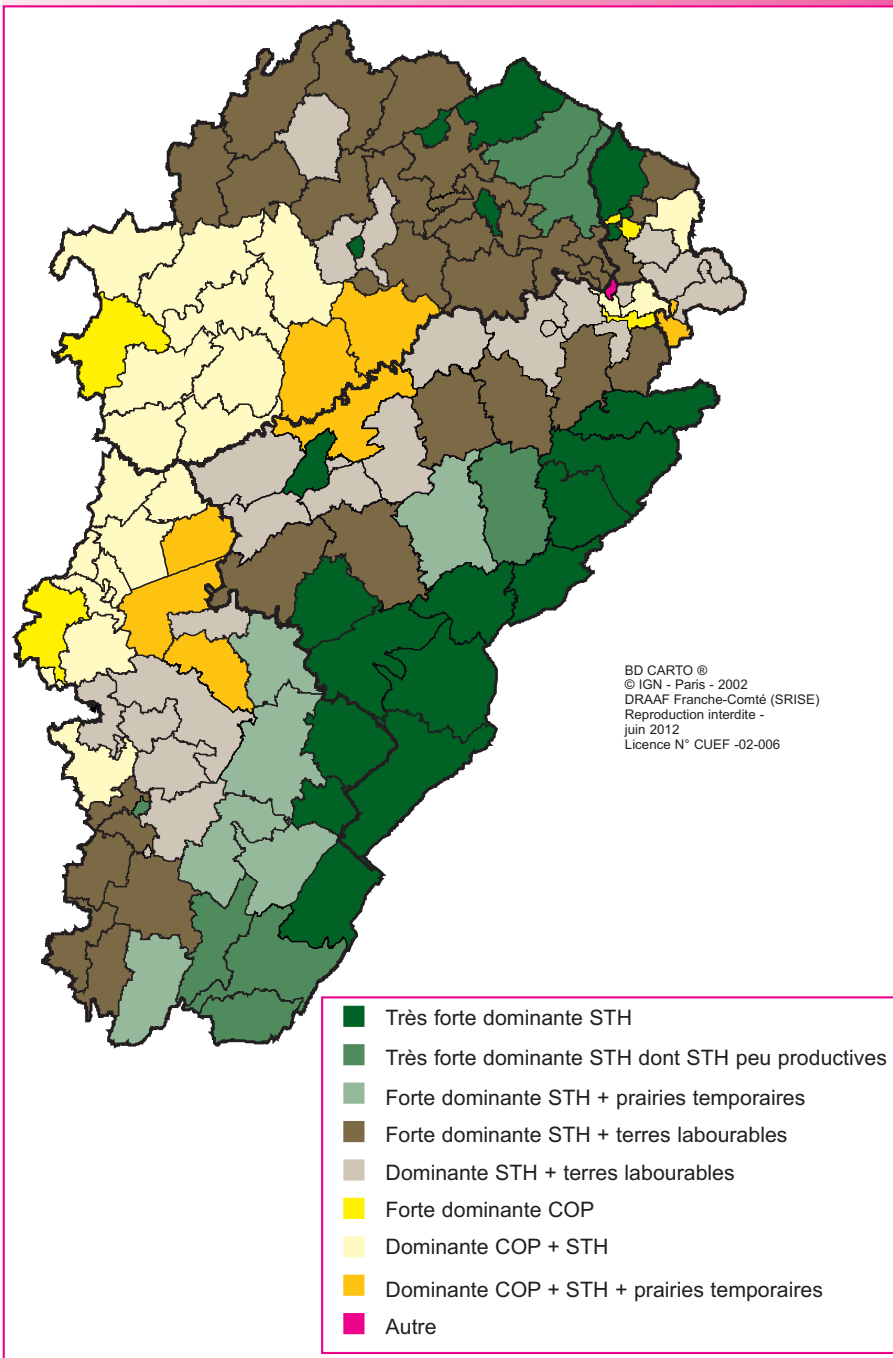 BD CARTO ®
© IGN - Paris - 2002
DRAAF Franche-Comté (SRISE)
Reproduction interdite -
juin 2012
Licence N° CUEF -02-006
Très forte dominante STH
Très forte dominante STH dont STH peu productives
Forte dominante STH + prairies temporaires
Forte dominante STH + terres labourables
Dominante STH + terres labourables
Forte dominante COP
Dominante COP + STH
Dominante COP + STH + prairies temporaires
Autre